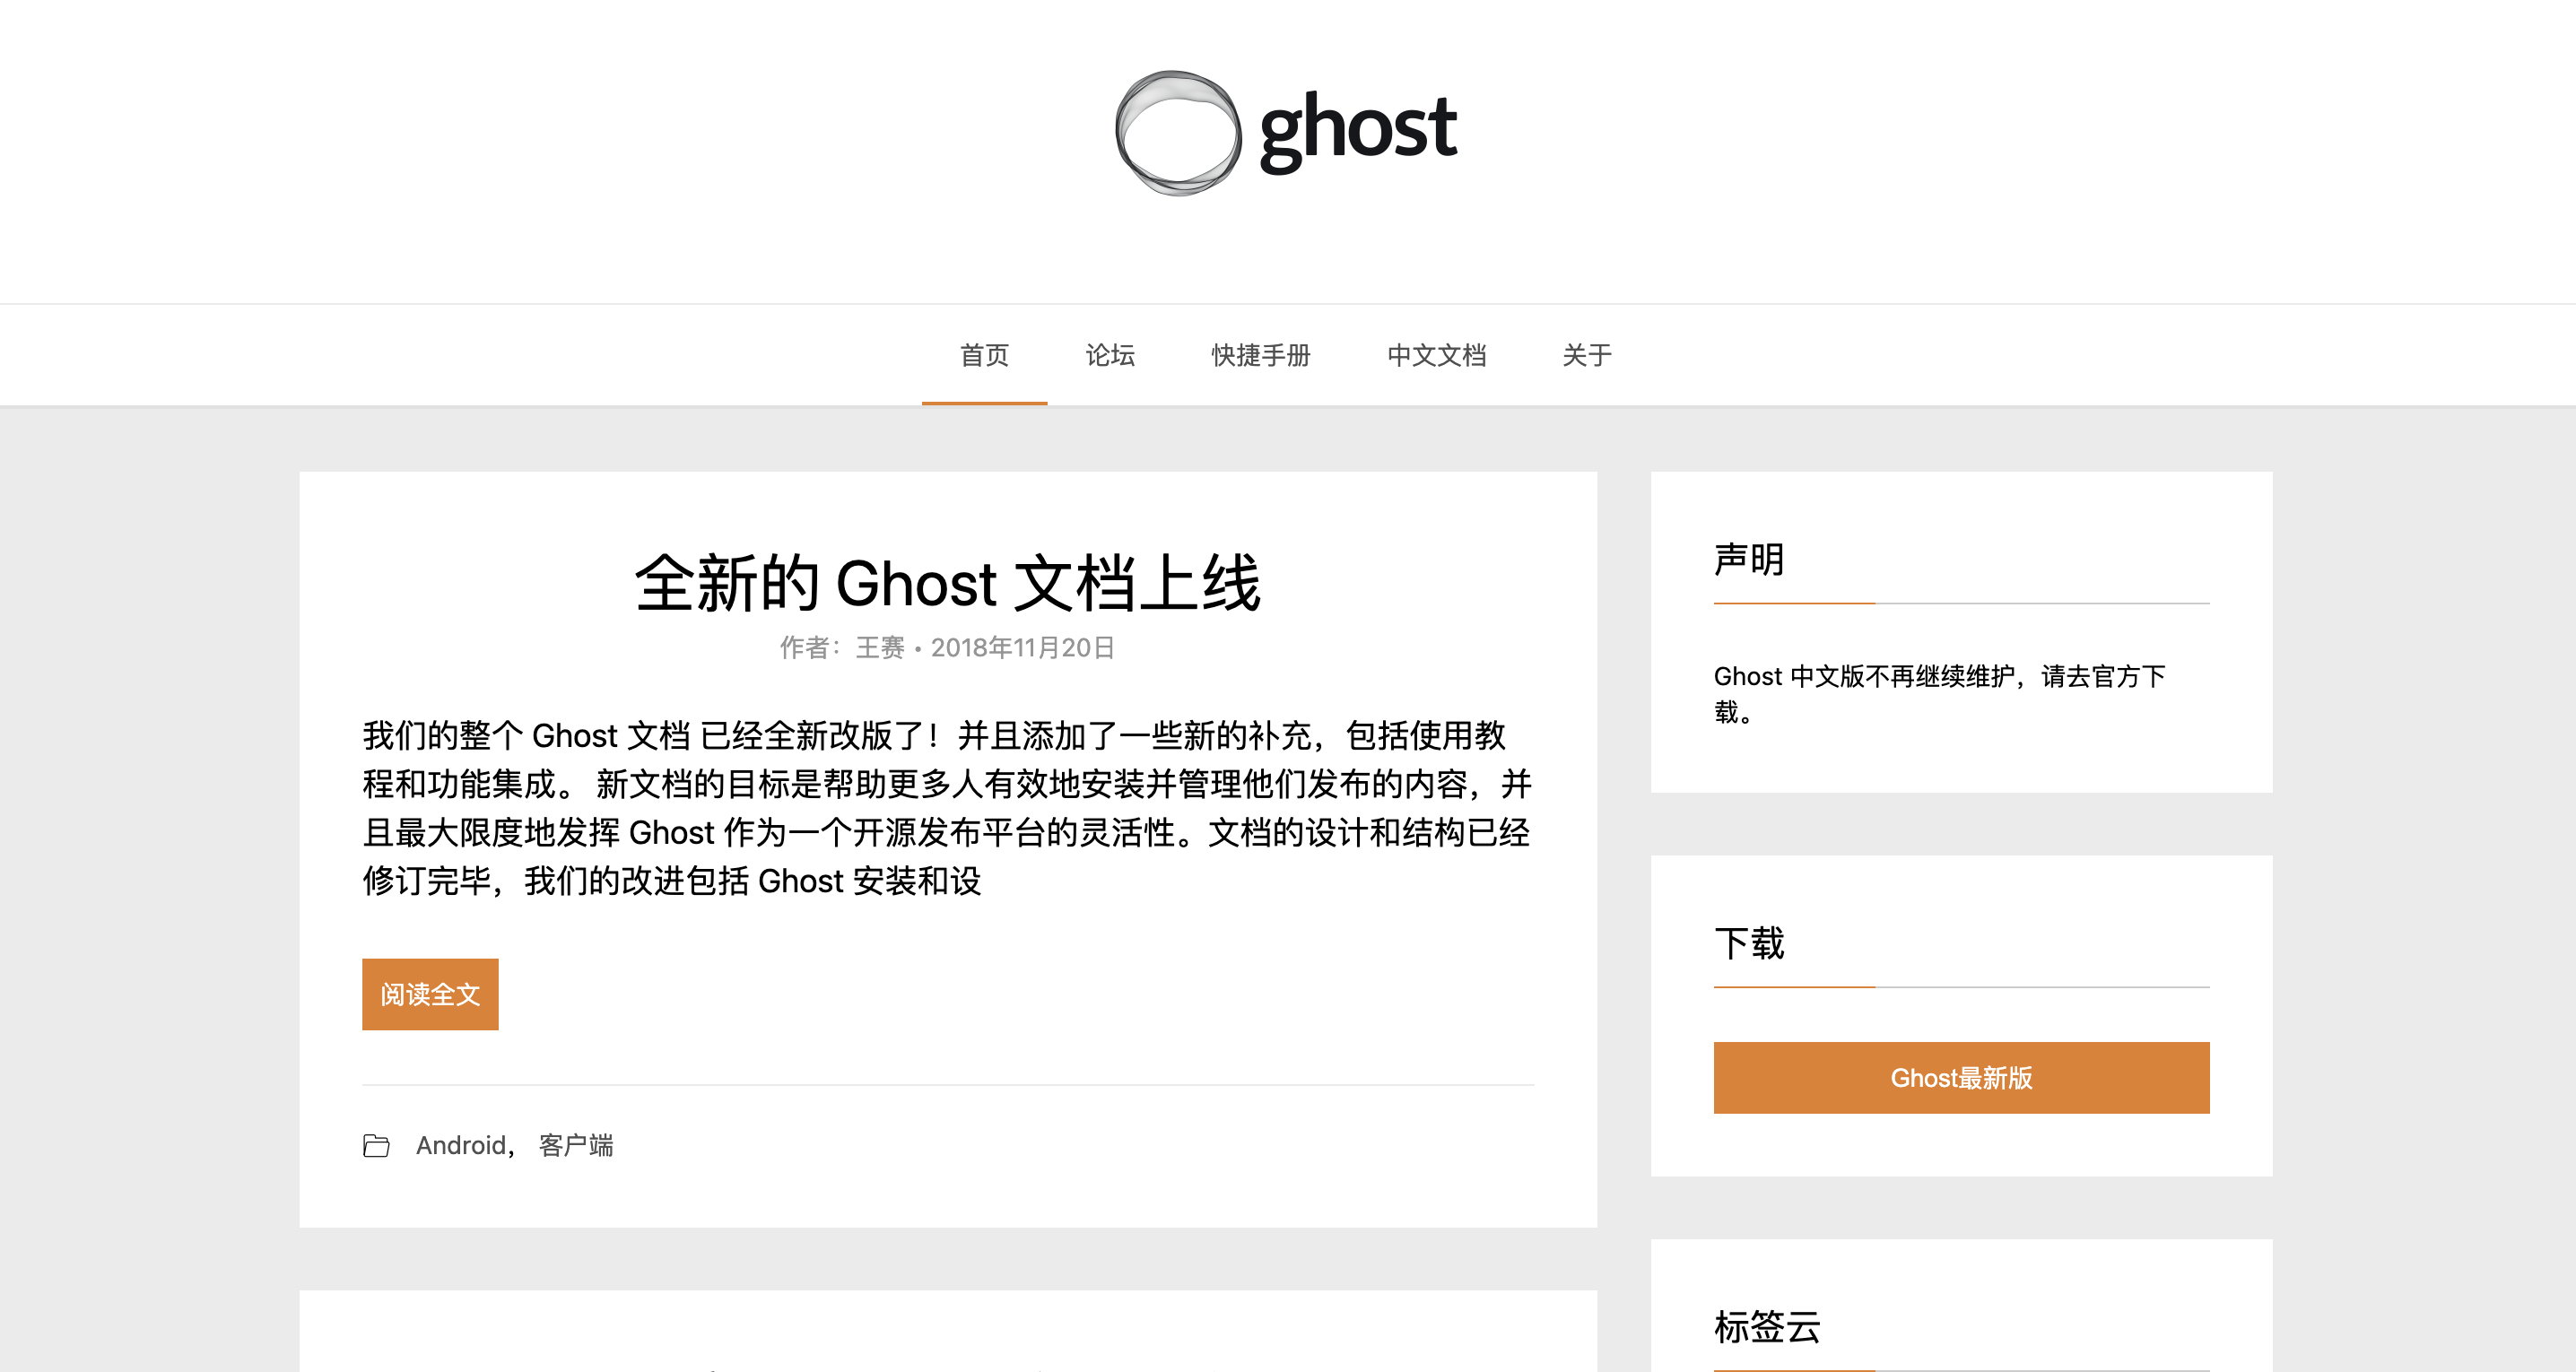 ghost
首页
论坛
快捷手册
中文文档
关于
全新的 Ghost 文档上线
作者：王赛 • 2018年11月20日
我们的整个 Ghost 文档 已经全新改版了！并且添加了一些新的补充，包括使用教
程和功能集成。 新文档的目标是帮助更多人有效地安装并管理他们发布的内容，并
且最大限度地发挥 Ghost 作为一个开源发布平台的灵活性。文档的设计和结构已经
修订完毕，我们的改进包括 Ghost 安装和设
阅读全文
Android， 客户端
声明
Ghost 中文版不再继续维护，请去官方下
载。
下载
Ghost最新版
标签云